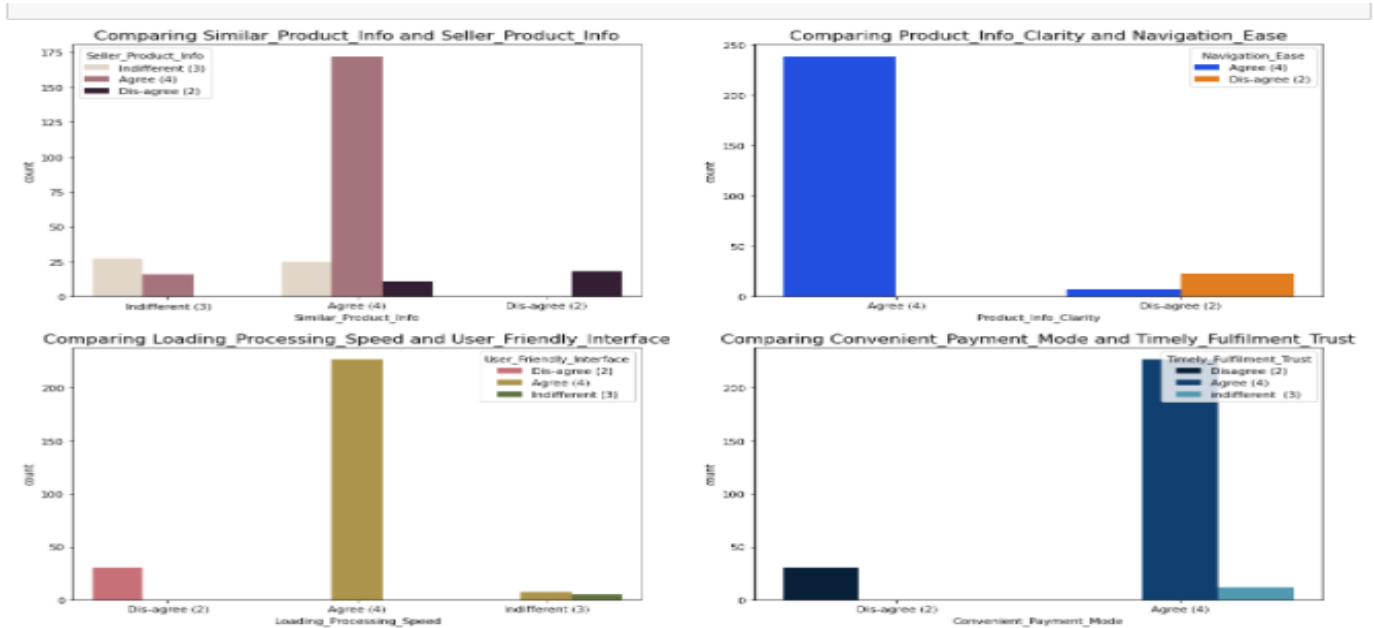 Comparing Similar_Product_Info and Seller_Product_Info
Seller_Product_Info
Indifferent (3)
Agree (4)
Dis-agree (2)
175
150
125
100
75
50
25
0
count
Indifferent (3)
Agree (4)
Dis-agree (2)
Similar_Product_Info
Comparing Product_Info_Clarity and Navigation_Ease
Navigation_Ease
Agree (4)
Dis-agree (2)
250
200
150
100
50
0
count
Agree (4)
Dis-agree (2)
Product_Info_Clarity
Comparing Loading_Processing_Speed and User_Friendly_Interface
User_Friendly_Interface
Dis-agree (2)
Agree (4)
Indifferent (3)
200
150
100
50
0
count
Dis-agree (2)
Agree (4)
Indifferent (3)
Loading_Processing_Speed
Comparing Convenient_Payment_Mode and Timely_Fulfilment_Trust
Timely_Fulfilment_Trust
Disagree (2)
Agree (4)
indifferent  (3)
200
150
100
50
0
count
Dis-agree (2)
Agree (4)
Convenient_Payment_Mode